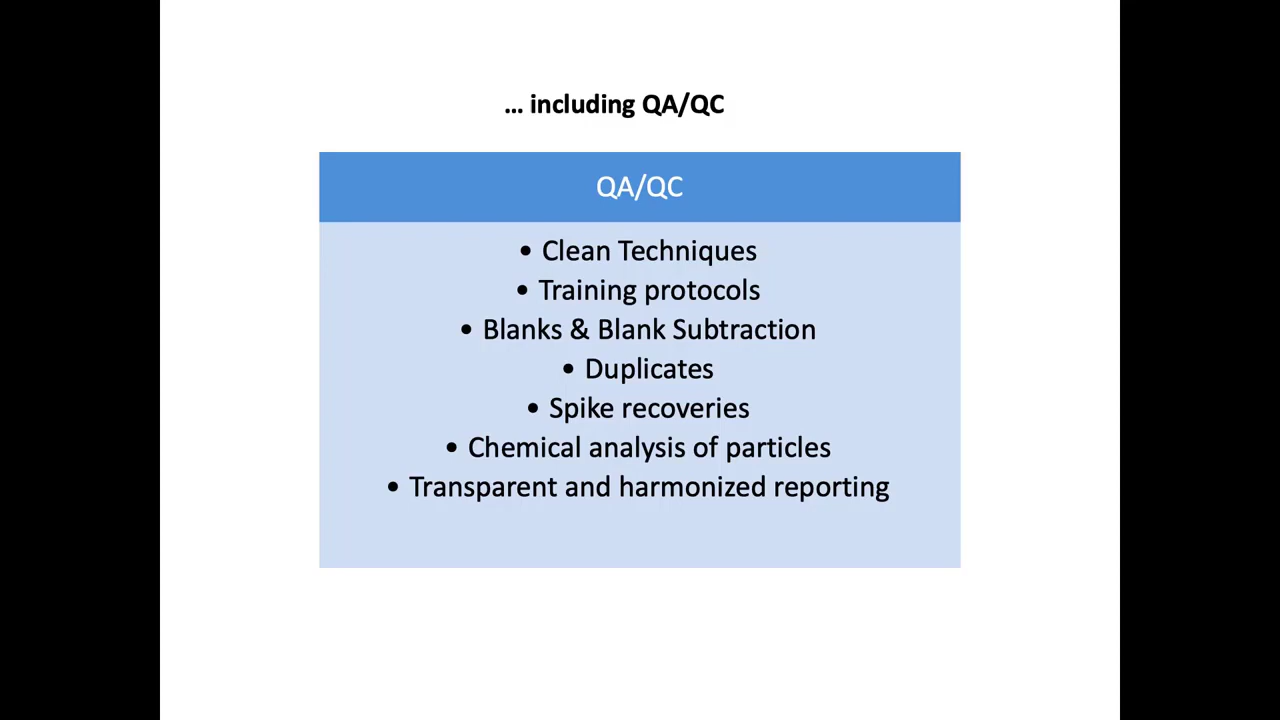 ... including QA/QC
QA/QC
• Clean Techniques
• Training protocols
• Blanks & Blank Subtraction
• Duplicates
• Spike recoveries
• Chemical analysis of particles
• Transparent and harmonized reporting